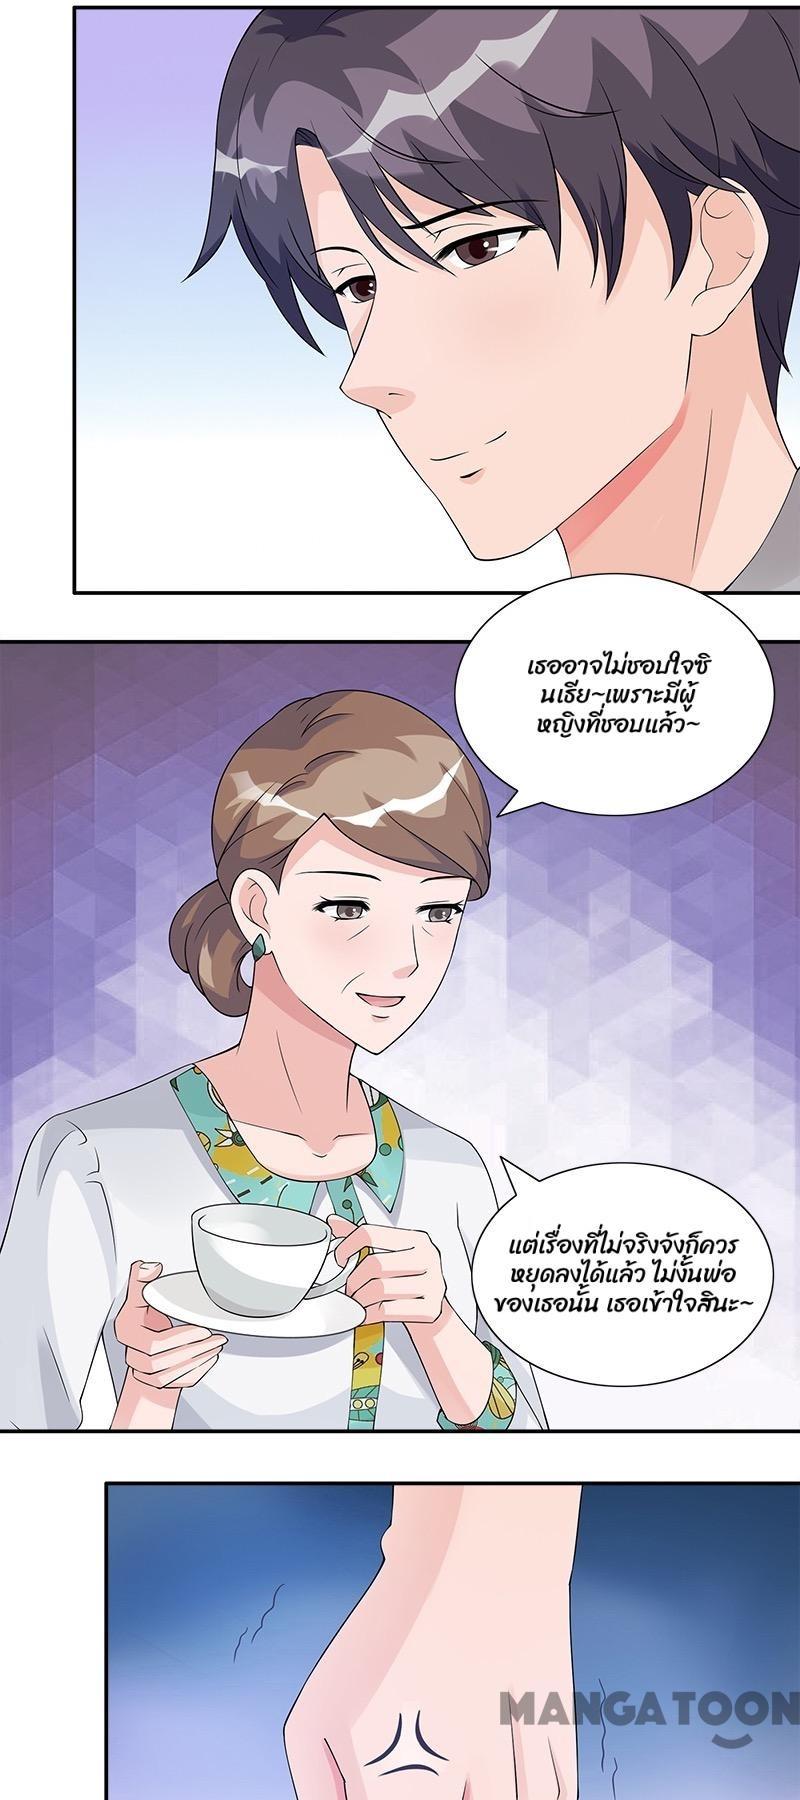 เธออาจไม่ชอบใจซิ
นเธีย~เพราะมีผู้
หญิงที่ชอบแล้ว~
แต่เรื่องที่ไม่จริงจังก็ควร
หยุดลงได้แล้ว ไม่งั้นพ่อ
ของเธอนั้น เธอเข้าใจสินะ~
MANGATOON